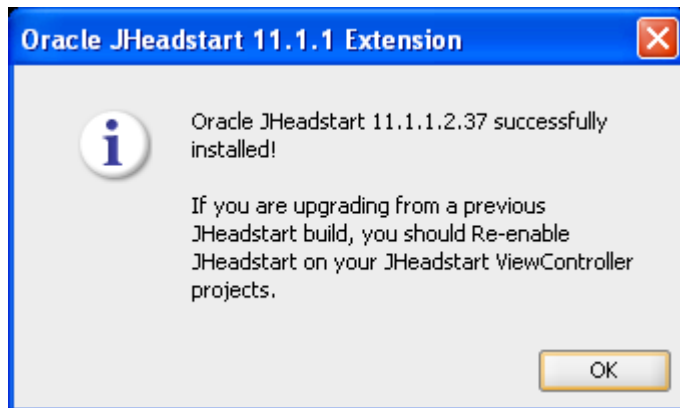 Oracle JHeadstart 11.1.1 Extension
Oracle JHeadstart 11.1.1.2.37 successfully
installed!
If you are upgrading from a previous
JHeadstart build, you should Re-enable
JHeadstart on your JHeadstart ViewController
projects.
OK